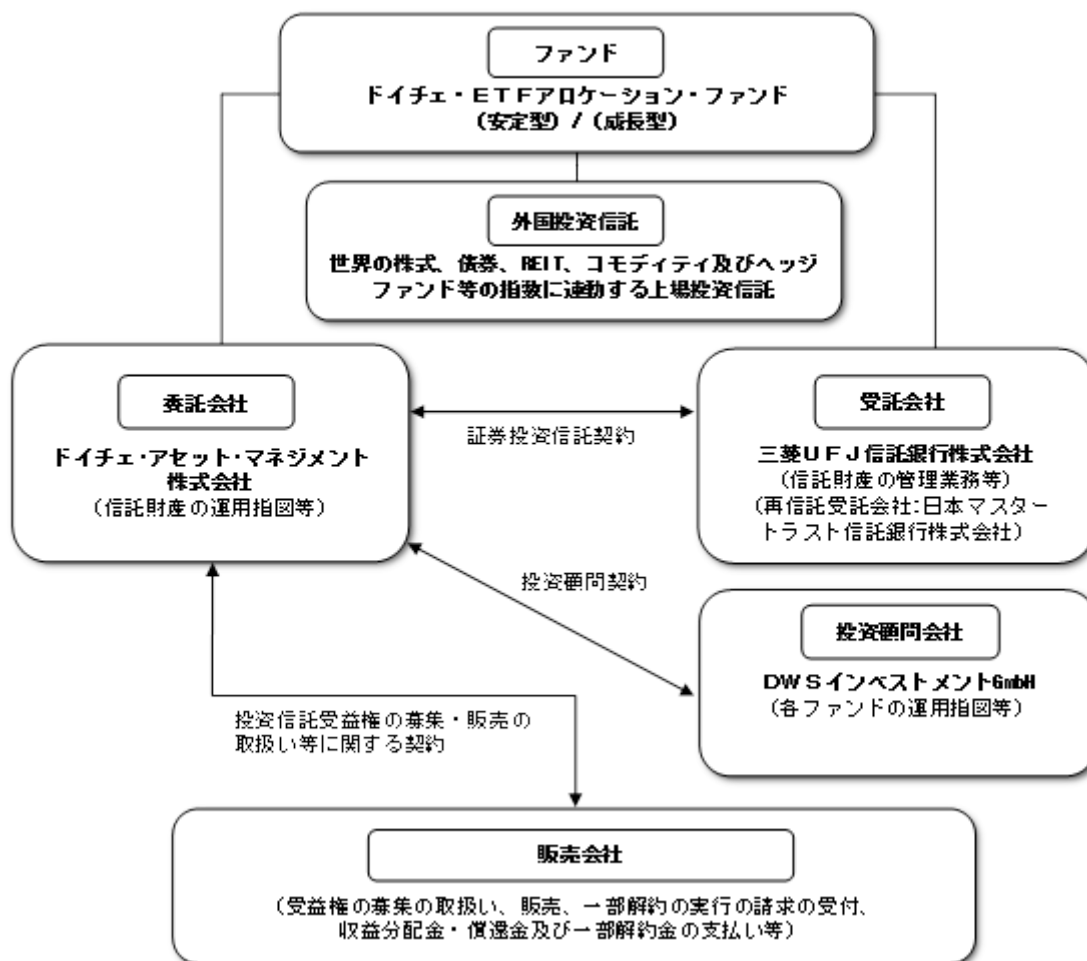 ファンド
ドイチェ・ETFアロケーション・ファンド
(安定型) / (成長型)
外国投資信託
世界の株式、債券、REIT、コモディティ及びヘッジ
ファンド等の指数に連動する上場投資信託
委託会社
ドイチェ・アセット・マネジメント
株式会社
(信託財産の運用指図等)
証券投資信託契約
受託会社
三菱UFJ信託銀行株式会社
(信託財産の管理業務等)
(再信託受託会社:日本マスター
トラスト信託銀行株式会社)
投資顧問契約
投資顧問会社
DWSインベストメントGmbH
(各ファンドの運用指図等)
投資信託受益権の募集・販売の
取扱い等に関する契約
販売会社
(受益権の募集の取扱い、販売、一部解約の実行の請求の受付、
収益分配金・償還金及び一部解約金の支払い等)